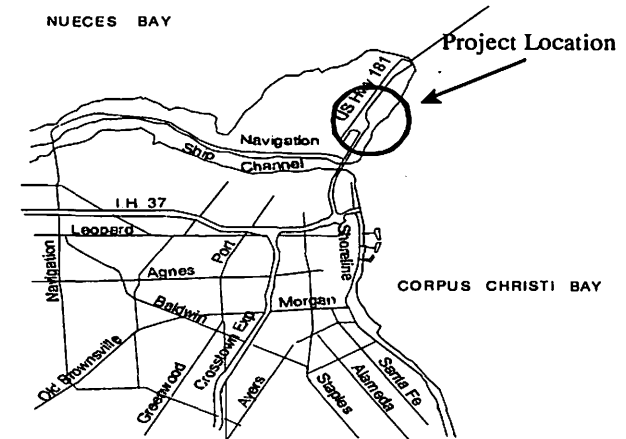 NUECES BAY
Project Location
US Hwy 181
Navigation
Ship Channel
I.H 37
Leopard
Port
Shoreline
Navigation
Agnes
CORPUS CHRISTI BAY
Baldwin
Morgan
Old Brownsville
Greenwood
Crosstown Exp
Ayers
Staples
Alameda
Santa Fe